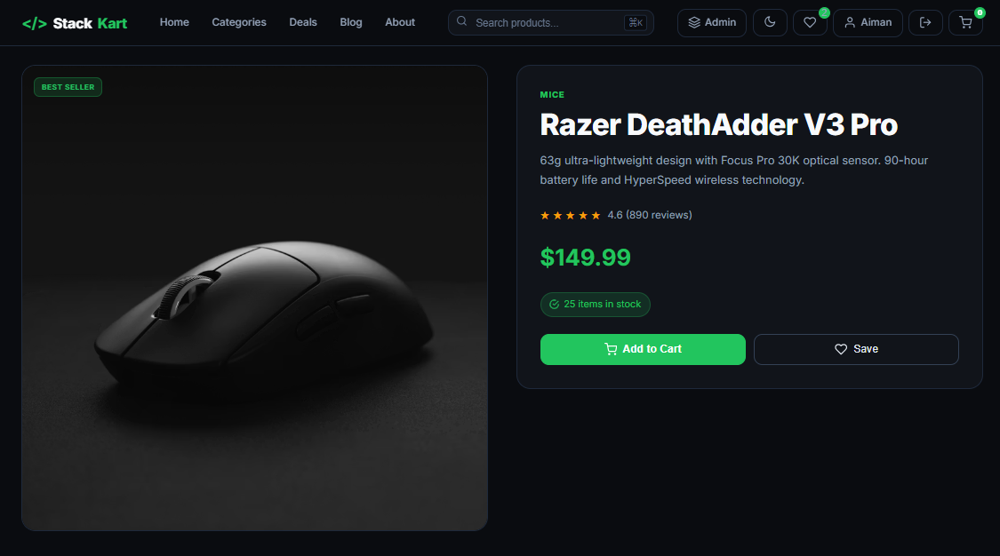 </> Stack Kart
Home
Categories
Deals
Blog
About
Search products...
⌘K
Admin
Aiman
0
BEST SELLER
MICE
Razer DeathAdder V3 Pro
63g ultra-lightweight design with Focus Pro 30K optical sensor. 90-hour
battery life and HyperSpeed wireless technology.
★★★★★ 4.6 (890 reviews)
$149.99
25 items in stock
Add to Cart
Save